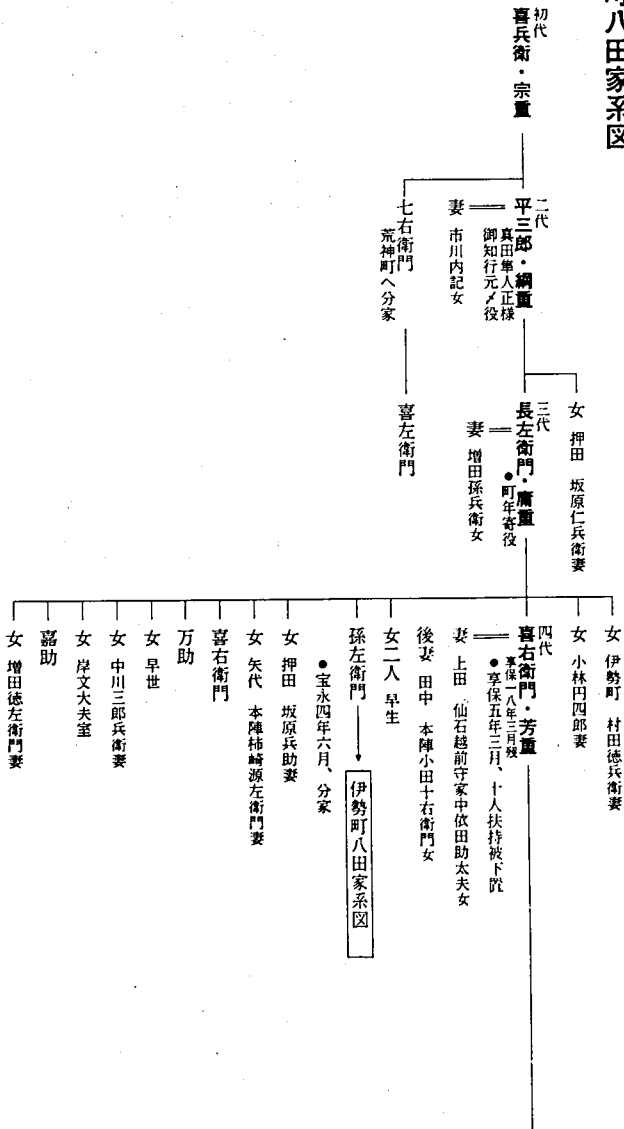 町八田家系図
初代
喜兵衛・宗重
二代
平三郎・綱重
真田隼人正様
御知行元〆役
妻 市川内記女
七右衛門
荒神町へ分家
女 押田 坂原仁兵衛妻
三代
長左衛門・庸重
●町年寄役
妻 増田孫兵衛女
喜左衛門
女 伊勢町 村田徳兵衛妻
女 小林円四郎妻
四代
喜右衛門・芳重
享保一八年三月歿
●享保五年三月、十人扶持被下置
妻 上田 仙石越前守家中依田助太夫女
後妻 田中 本陣小田十右衛門女
女二人 早生
孫左衛門
伊勢町八田家系図
●宝永四年六月、分家
女 押田 坂原兵助妻
女 矢代 本陣柿崎源左衛門妻
喜右衛門
万助
女 早世
女 中川三郎兵衛妻
女 岸文大夫室
嘉助
女 増田徳左衛門妻